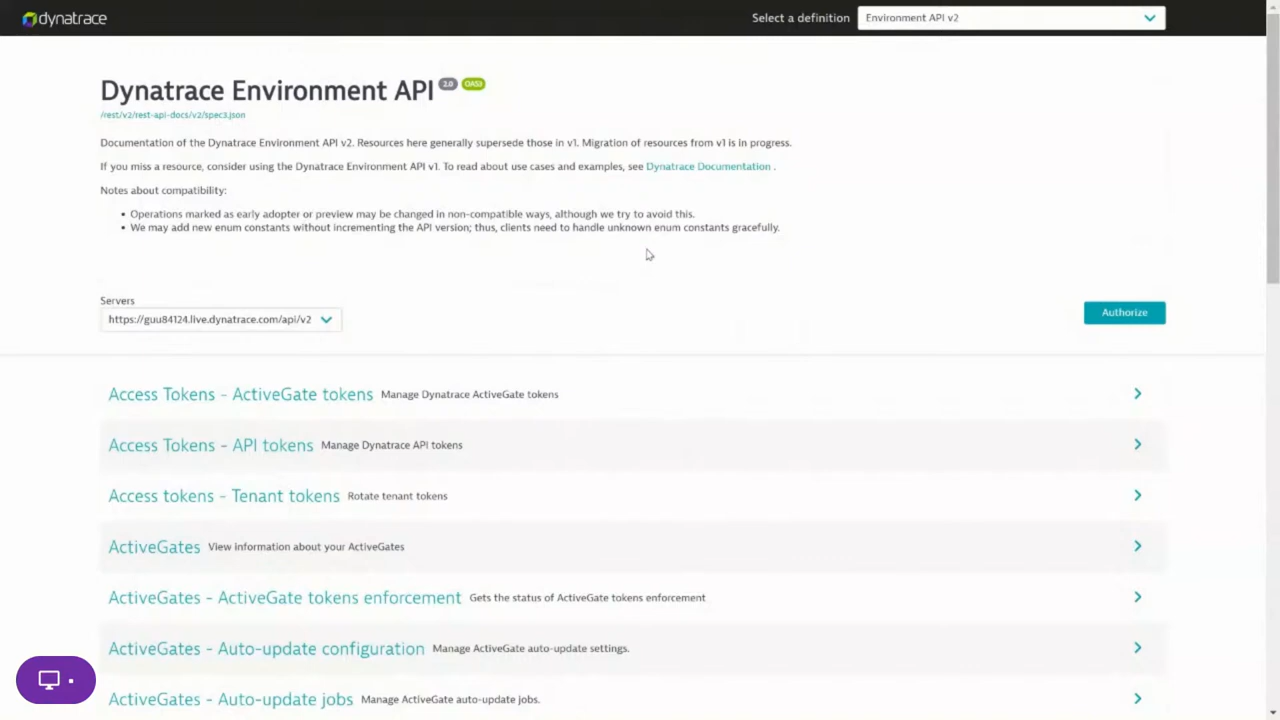 dynatrace
Select a definition
Environment API v2
Dynatrace Environment API 2.0 OAS3
/rest/v2/rest-api-docs/v2/spec3.json
Documentation of the Dynatrace Environment API v2. Resources here generally supersede those in v1. Migration of resources from v1 is in progress.
If you miss a resource, consider using the Dynatrace Environment API v1. To read about use cases and examples, see Dynatrace Documentation .
Notes about compatibility:
• Operations marked as early adopter or preview may be changed in non-compatible ways, although we try to avoid this.
• We may add new enum constants without incrementing the API version; thus, clients need to handle unknown enum constants gracefully.
Servers
https://guu84124.live.dynatrace.com/api/v2
Authorize
Access Tokens - ActiveGate tokens Manage Dynatrace ActiveGate tokens
Access Tokens - API tokens Manage Dynatrace API tokens
Access tokens - Tenant tokens Rotate tenant tokens
ActiveGates View information about your ActiveGates
ActiveGates - ActiveGate tokens enforcement Gets the status of ActiveGate tokens enforcement
ActiveGates - Auto-update configuration Manage ActiveGate auto-update settings.
ActiveGates - Auto-update jobs Manage ActiveGate auto-update jobs.